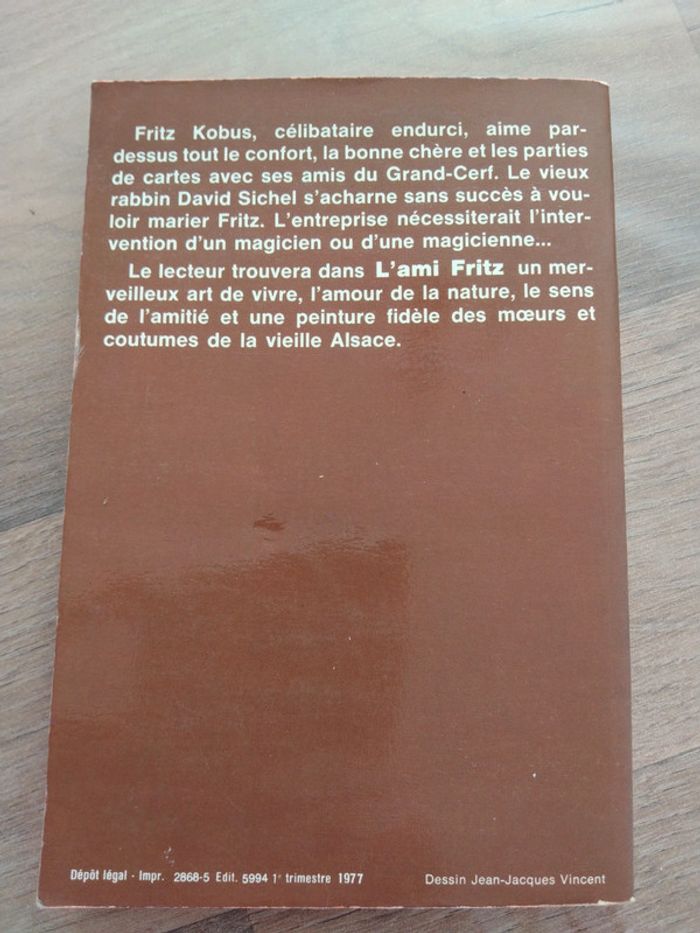 Fritz Kobus, célibataire endurci, aime par-
dessus tout le confort, la bonne chère et les parties
de cartes avec ses amis du Grand-Cerf. Le vieux
rabbin David Sichel s'acharne sans succès à vou-
loir marier Fritz. L'entreprise nécessiterait l'inter-
vention d'un magicien ou d'une magicienne...
Le lecteur trouvera dans L'ami Fritz un mer-
veilleux art de vivre, l'amour de la nature, le sens
de l'amitié et une peinture fidèle des mœurs et
coutumes de la vieille Alsace.
Dépôt légal - Impr. 2868-5 Edit. 5994 1er trimestre 1977
Dessin Jean-Jacques Vincent